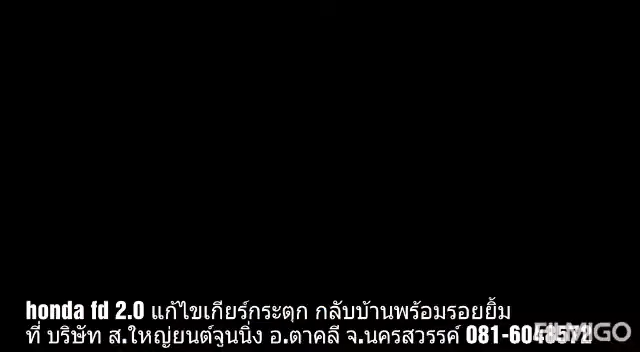 honda fd 2.0 แก้ไขเกียร์กระตุก กลับบ้านพร้อมรอยยิ้ม
ที่ บริษัท ส.ใหญ่ยนต์จูนนิ่ง อ.ตาคลี จ.นครสวรรค์ 081-6048572
FILMIGO